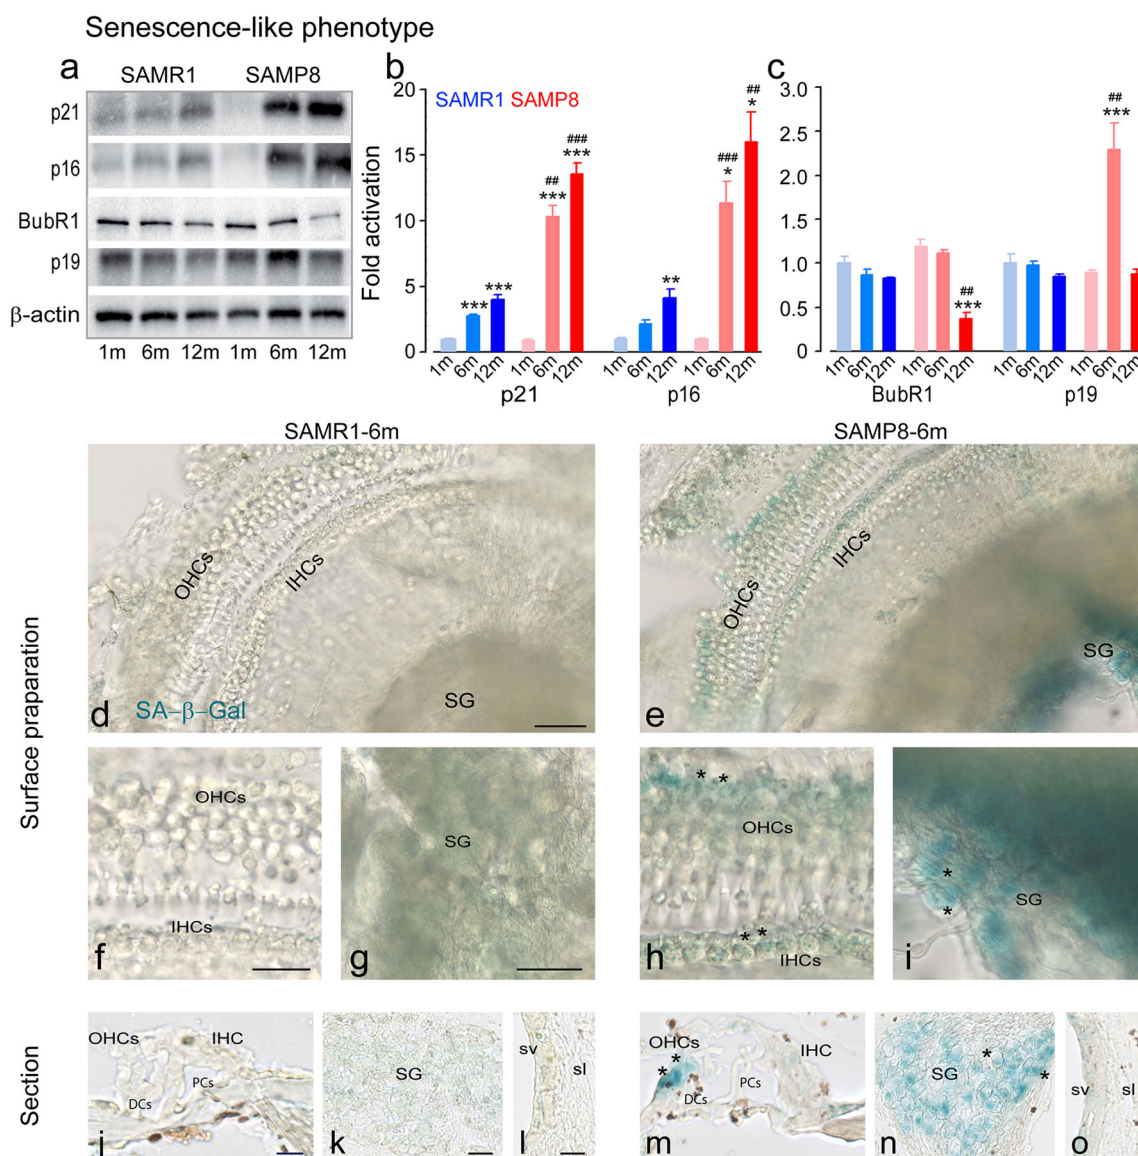 Senescence-like phenotype
a
SAMR1 SAMP8
p21
p16
BubR1
p19
β-actin
1m 6m 12m 1m 6m 12m
b
SAMR1 SAMP8
Fold activation
20
15
10
5
0
***
***
##
***
###
***
**
###
*
##
*
1m 6m 12m 1m 6m 12m 1m 6m 12m 1m 6m 12m
p21 p16
c
3.0
2.5
2.0
1.5
1.0
0.5
0
##
***
##
***
1m 6m 12m 1m 6m 12m 1m 6m 12m 1m 6m 12m
BubR1 p19
Surface praparation
SAMR1-6m
OHCs
IHCs
SG
d
SA–β–Gal
SAMP8-6m
OHCs
IHCs
SG
e
OHCs
IHCs
f
SG
g
* *
OHCs
* *
IHCs
h
*
SG
*
i
Section
OHCs IHC
PCs
DCs
j
SG
k
sv
sl
l
OHCs
*
*
IHC
PCs
DCs
m
*
SG
*
n
sv sl
o